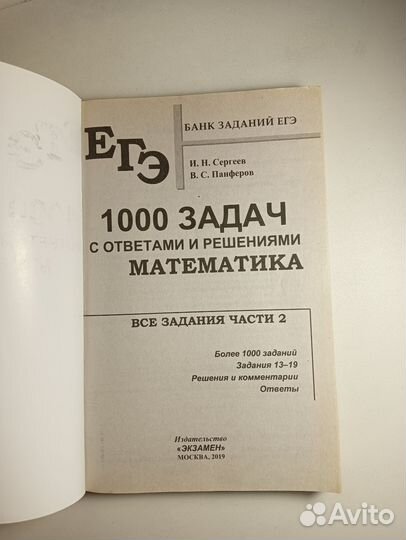 ЕГЭ
БАНК ЗАДАНИЙ ЕГЭ
И. Н. Сергеев
В. С. Панферов
1000 ЗАДАЧ
С ОТВЕТАМИ И РЕШЕНИЯМИ
МАТЕМАТИКА
ВСЕ ЗАДАНИЯ ЧАСТИ 2
Более 1000 заданий
Задания 13–19
Решения и комментарии
Ответы
Издательство
«ЭКЗАМЕН»
МОСКВА, 2019
Avito